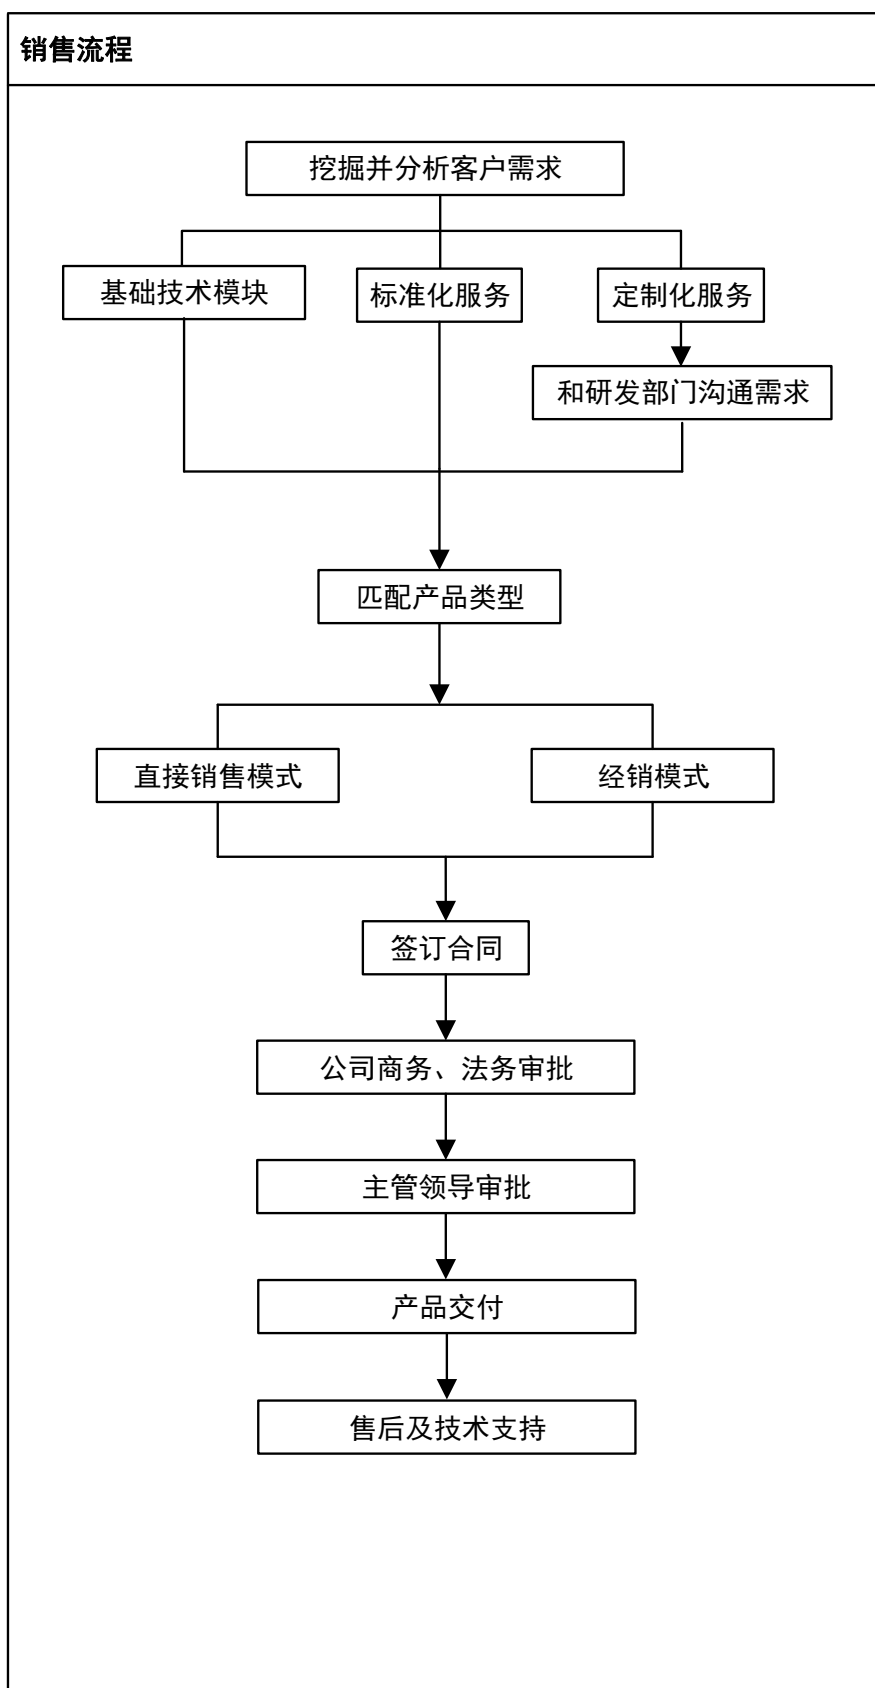 销售流程
挖掘并分析客户需求
基础技术模块
标准化服务
定制化服务
和研发部门沟通需求
匹配产品类型
直接销售模式
经销模式
签订合同
公司商务、法务审批
主管领导审批
产品交付
售后及技术支持